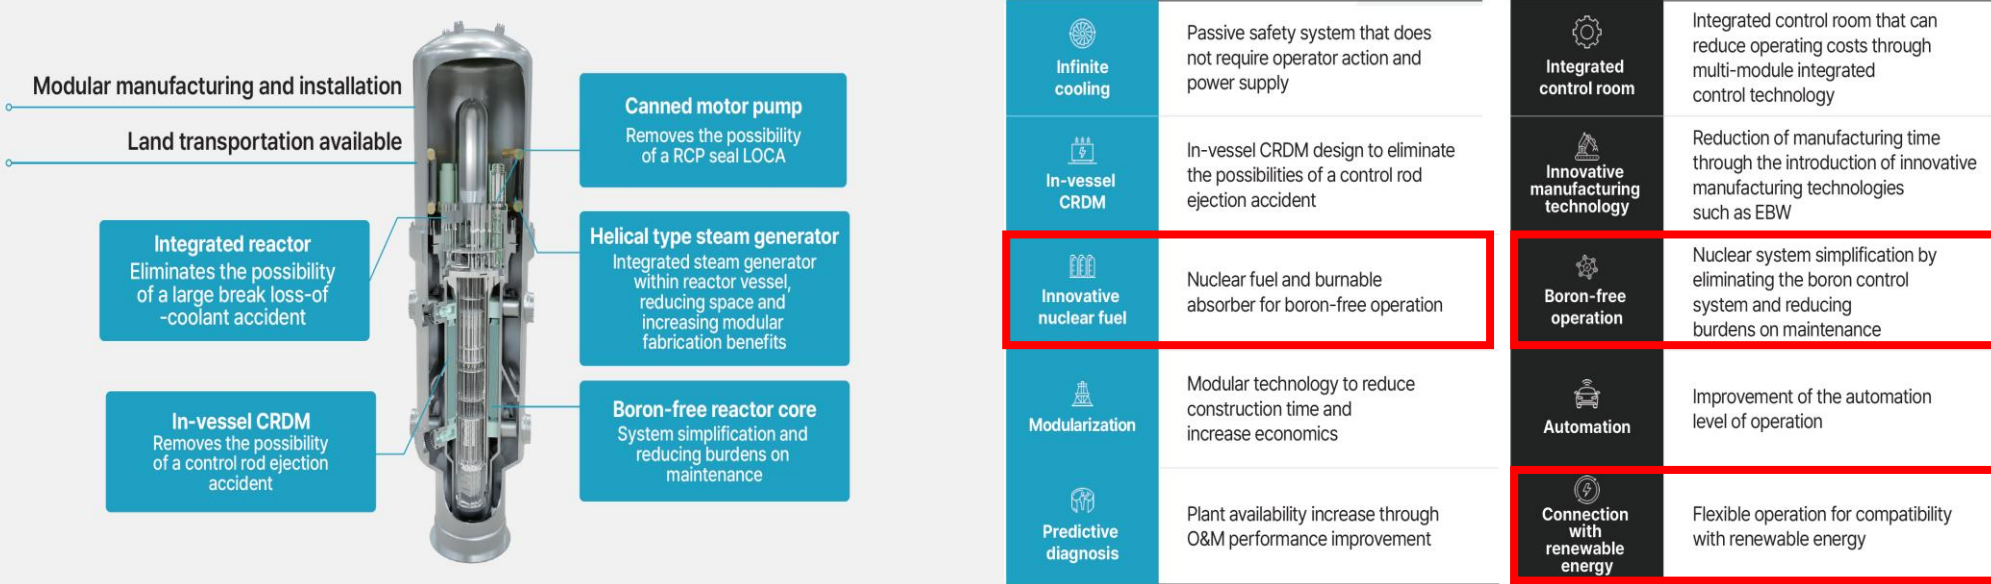 Modular manufacturing and installation
Land transportation available
Canned motor pump
Removes the possibility
of a RCP seal LOCA
Integrated reactor
Eliminates the possibility
of a large break loss-of
-coolant accident
Helical type steam generator
Integrated steam generator
within reactor vessel,
reducing space and
increasing modular
fabrication benefits
In-vessel CRDM
Removes the possibility
of a control rod ejection
accident
Boron-free reactor core
System simplification and
reducing burdens on
maintenance
Infinite
cooling
Passive safety system that does
not require operator action and
power supply
In-vessel
CRDM
In-vessel CRDM design to eliminate
the possibilities of a control rod
ejection accident
Innovative
nuclear fuel
Nuclear fuel and burnable
absorber for boron-free operation
Modularization
Modular technology to reduce
construction time and
increase economics
Predictive
diagnosis
Plant availability increase through
O&M performance improvement
Integrated
control room
Integrated control room that can
reduce operating costs through
multi-module integrated
control technology
Innovative
manufacturing
technology
Reduction of manufacturing time
through the introduction of innovative
manufacturing technologies
such as EBW
Boron-free
operation
Nuclear system simplification by
eliminating the boron control
system and reducing
burdens on maintenance
Automation
Improvement of the automation
level of operation
Connection
with
renewable
energy
Flexible operation for compatibility
with renewable energy